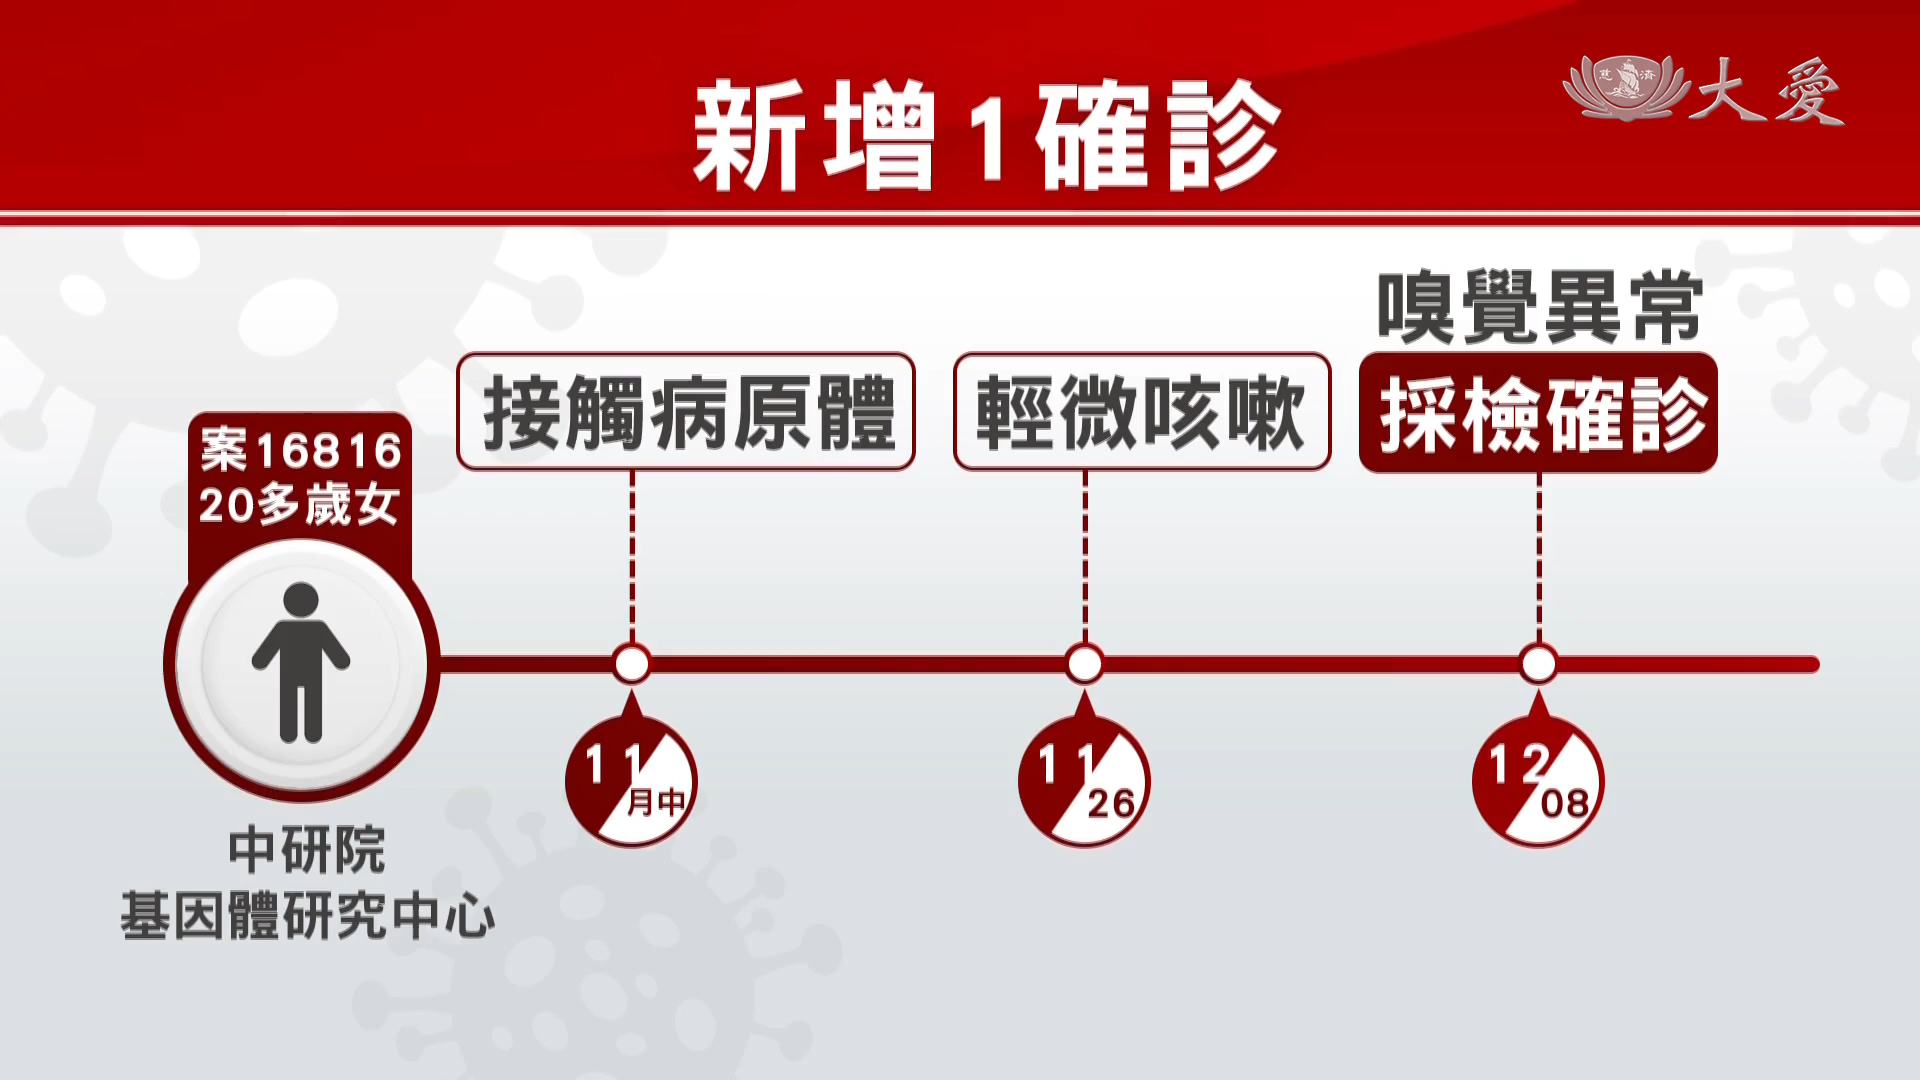 新增1確診
慈濟
大愛
嗅覺異常
接觸病原體
輕微咳嗽
採檢確診
案16816
20多歲女
11
月中
11
26
12
08
中研院
基因體研究中心